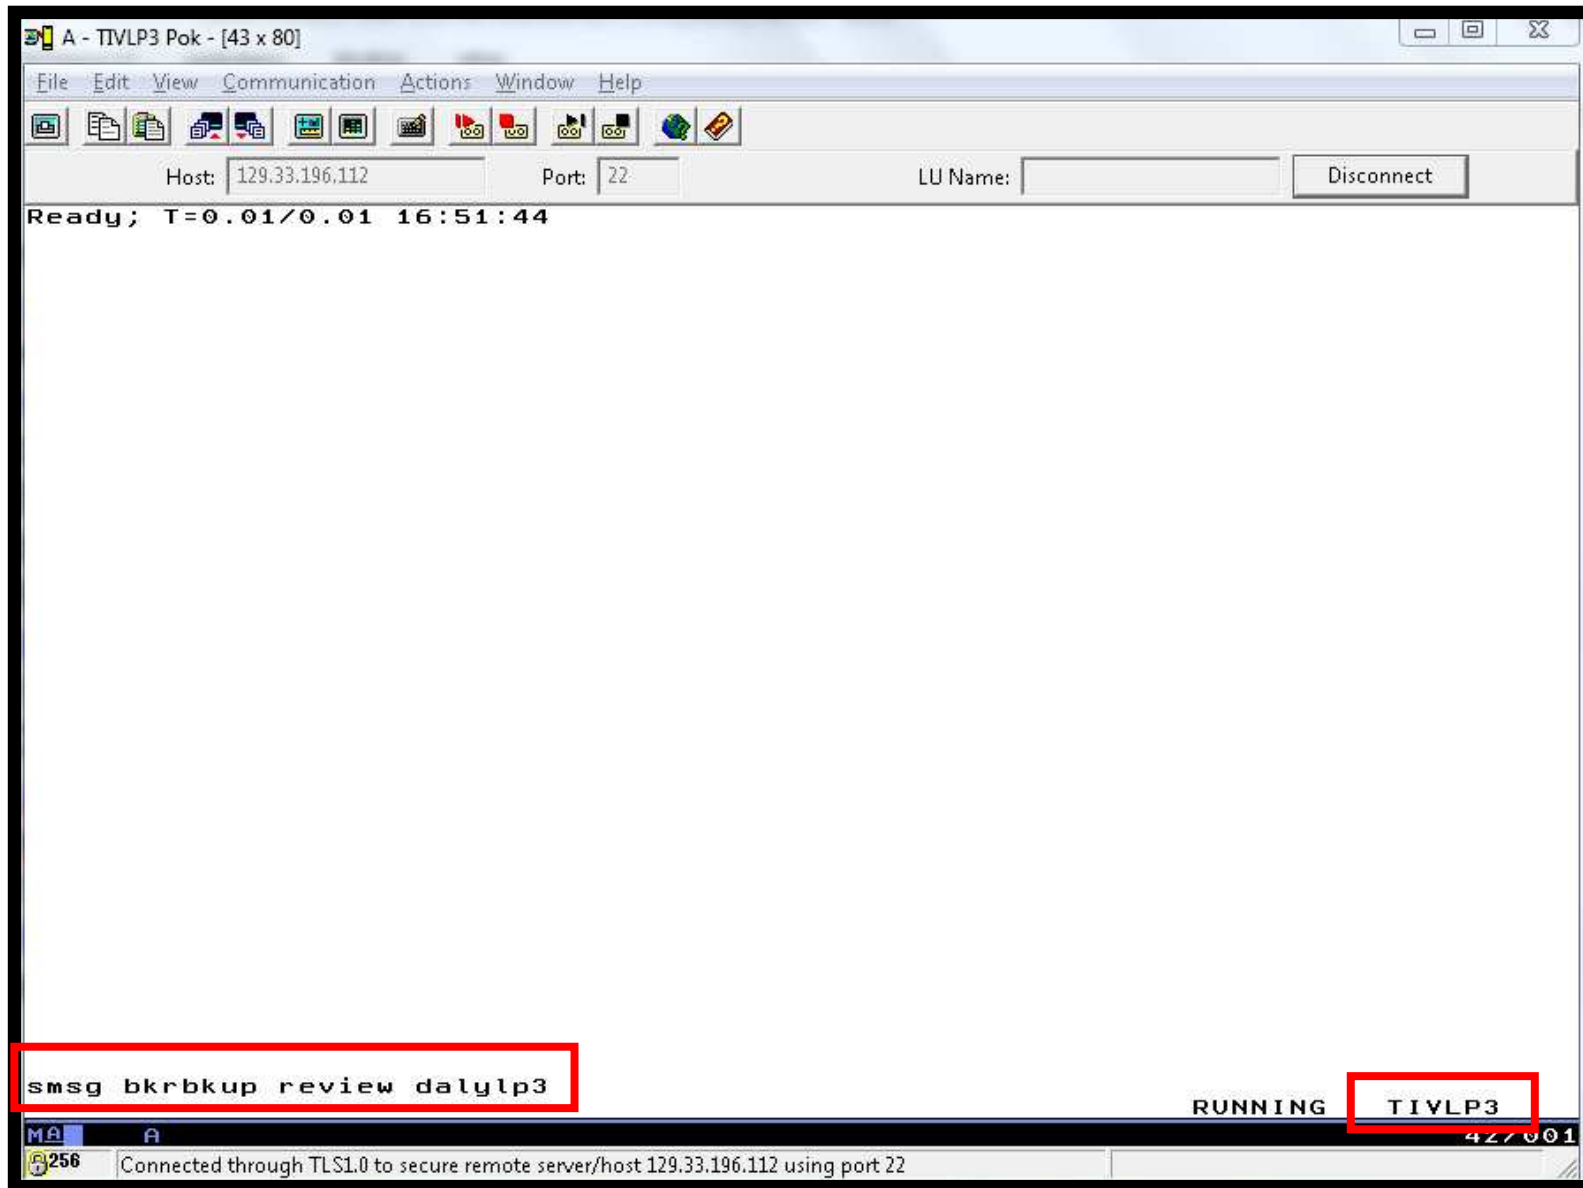 A - TIVLP3 Pok - [43 x 80]
File Edit View Communication Actions Window Help
Host: 129.33.196.112 Port: 22 LU Name: Disconnect
Ready; T=0.01/0.01 16:51:44
smsg bkrbkup review dalylp3
RUNNING TIVLP3
MA A 42/001
256 Connected through TLS1.0 to secure remote server/host 129.33.196.112 using port 22